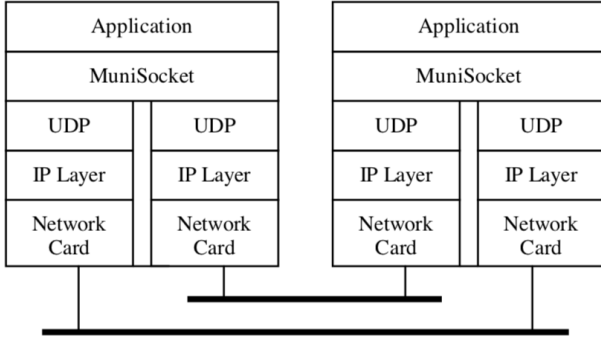 Application
MuniSocket
UDP
UDP
IP Layer
IP Layer
Network
Card
Network
Card
Application
MuniSocket
UDP
UDP
IP Layer
IP Layer
Network
Card
Network
Card